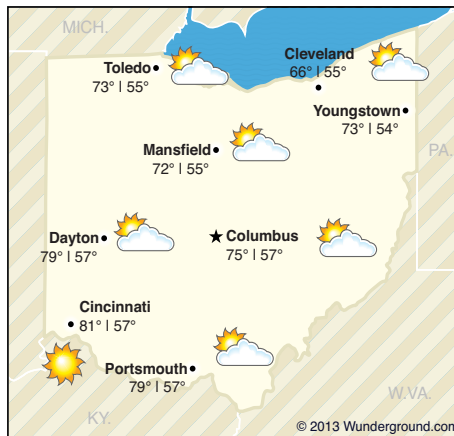 MICH.
Cleveland
66° | 55°
Toledo
73° | 55°
Youngstown
73° | 54°
Mansfield
72° | 55°
PA.
Dayton
79° | 57°
Columbus
75° | 57°
Cincinnati
81° | 57°
Portsmouth
79° | 57°
W.VA.
KY.
© 2013 Wunderground.com